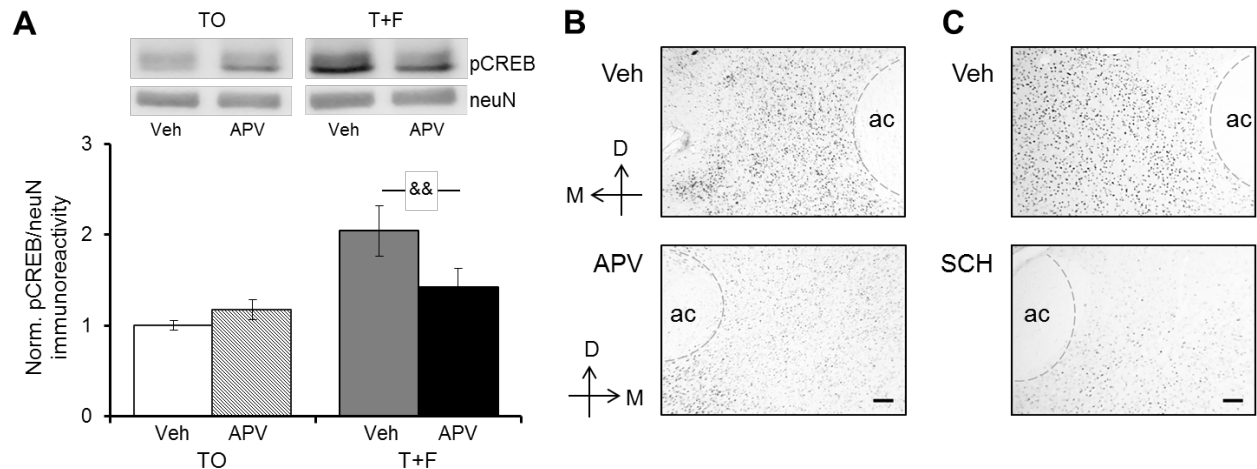 A
TO T+F
pCREB
neuN
Veh APV Veh APV
Norm. pCREB/neuN
immunoreactivity
3
2
1
0
&&
Veh APV Veh APV
TO T+F
B
Veh
ac
D
M
APV
ac
D
M
C
Veh
ac
SCH
ac